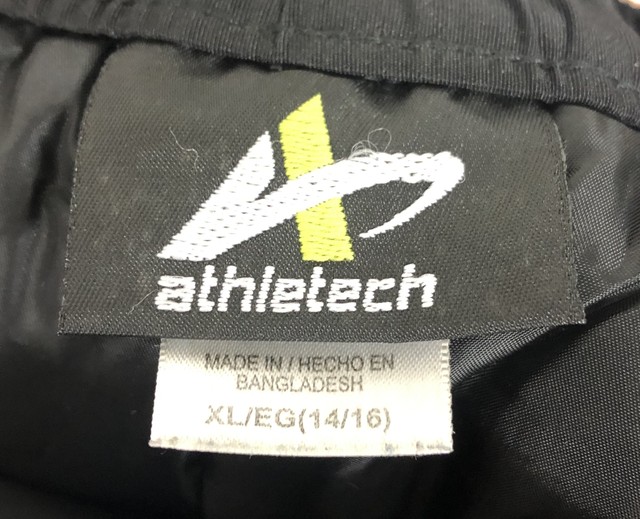 athletech
MADE IN / HECHO EN
BANGLADESH
XL/EG(14/16)